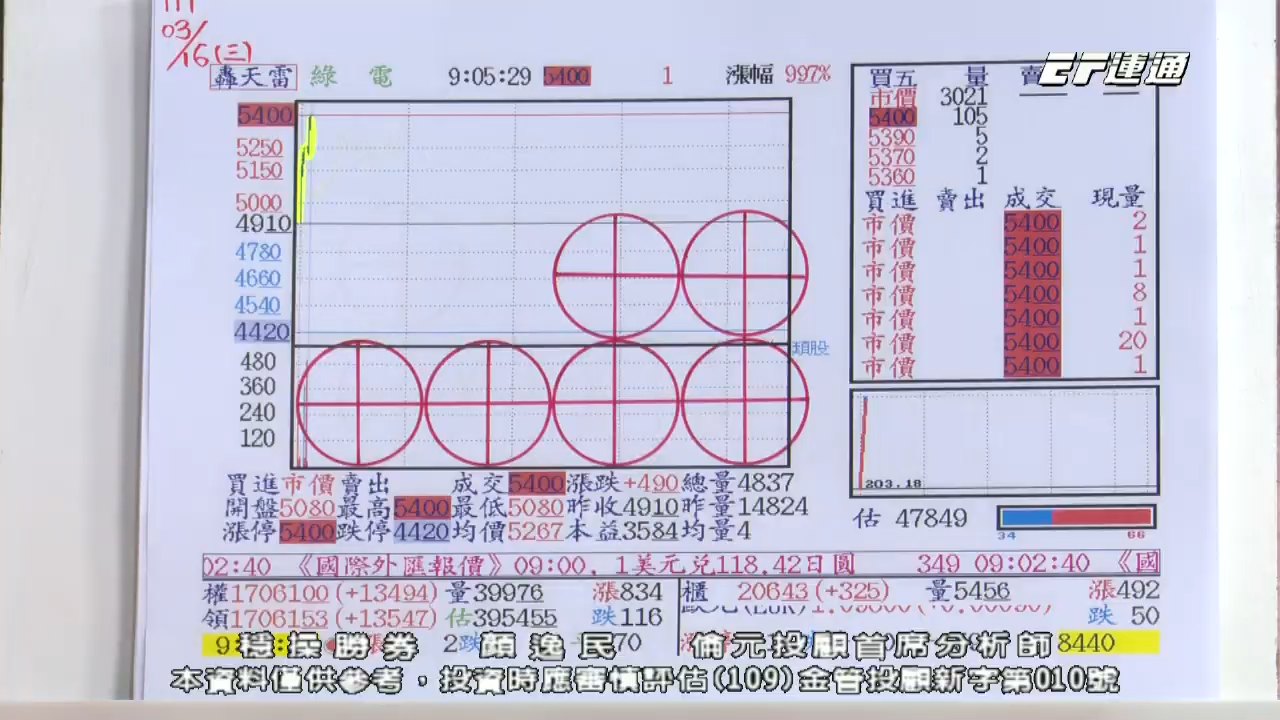 111
03/16(三)
轟天雷 綠電 9:05:29 5400 1 漲幅 997%
EF運通
5400
5250
5150
5000
4910
4780
4660
4540
4420
480
360
240
120
類股
買五 量 賣
市價 3021
5400 105
5390 5
5370 2
5360 1
買進 賣出 成交 現量
市價 5400 2
市價 5400 1
市價 5400 1
市價 5400 8
市價 5400 1
市價 5400 20
市價 5400 1
203.18
估 47849
34 66
買進市價賣出 成交5400漲跌+490總量4837
開盤5080最高5400最低5080昨收4910昨量14824
漲停5400跌停4420均價5267本益3584均量4
02:40 《國際外匯報價》09:00, 1美元兌118.42日圓 349 09:02:40 《國
權1706100(+13494)量39976 漲834 櫃 20643(+325) 量5456 漲492
領1706153(+13547)估395455 跌116 跌 50
穩操勝券 顏逸民 倫元投顧首席分析師 8440
本資料僅供參考，投資時應審慎評估(109)金管投顧新字第010號